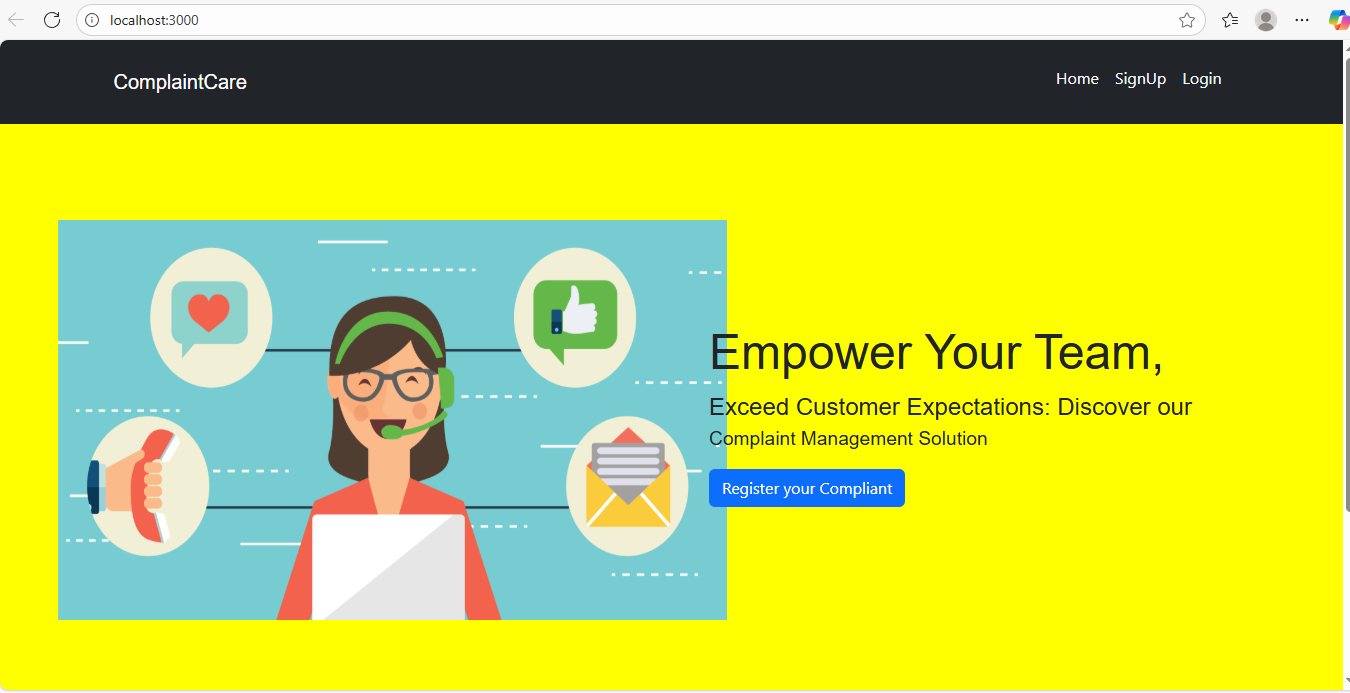 localhost:3000
ComplaintCare
Home SignUp Login
Empower Your Team,
Exceed Customer Expectations: Discover our
Complaint Management Solution
Register your Compliant